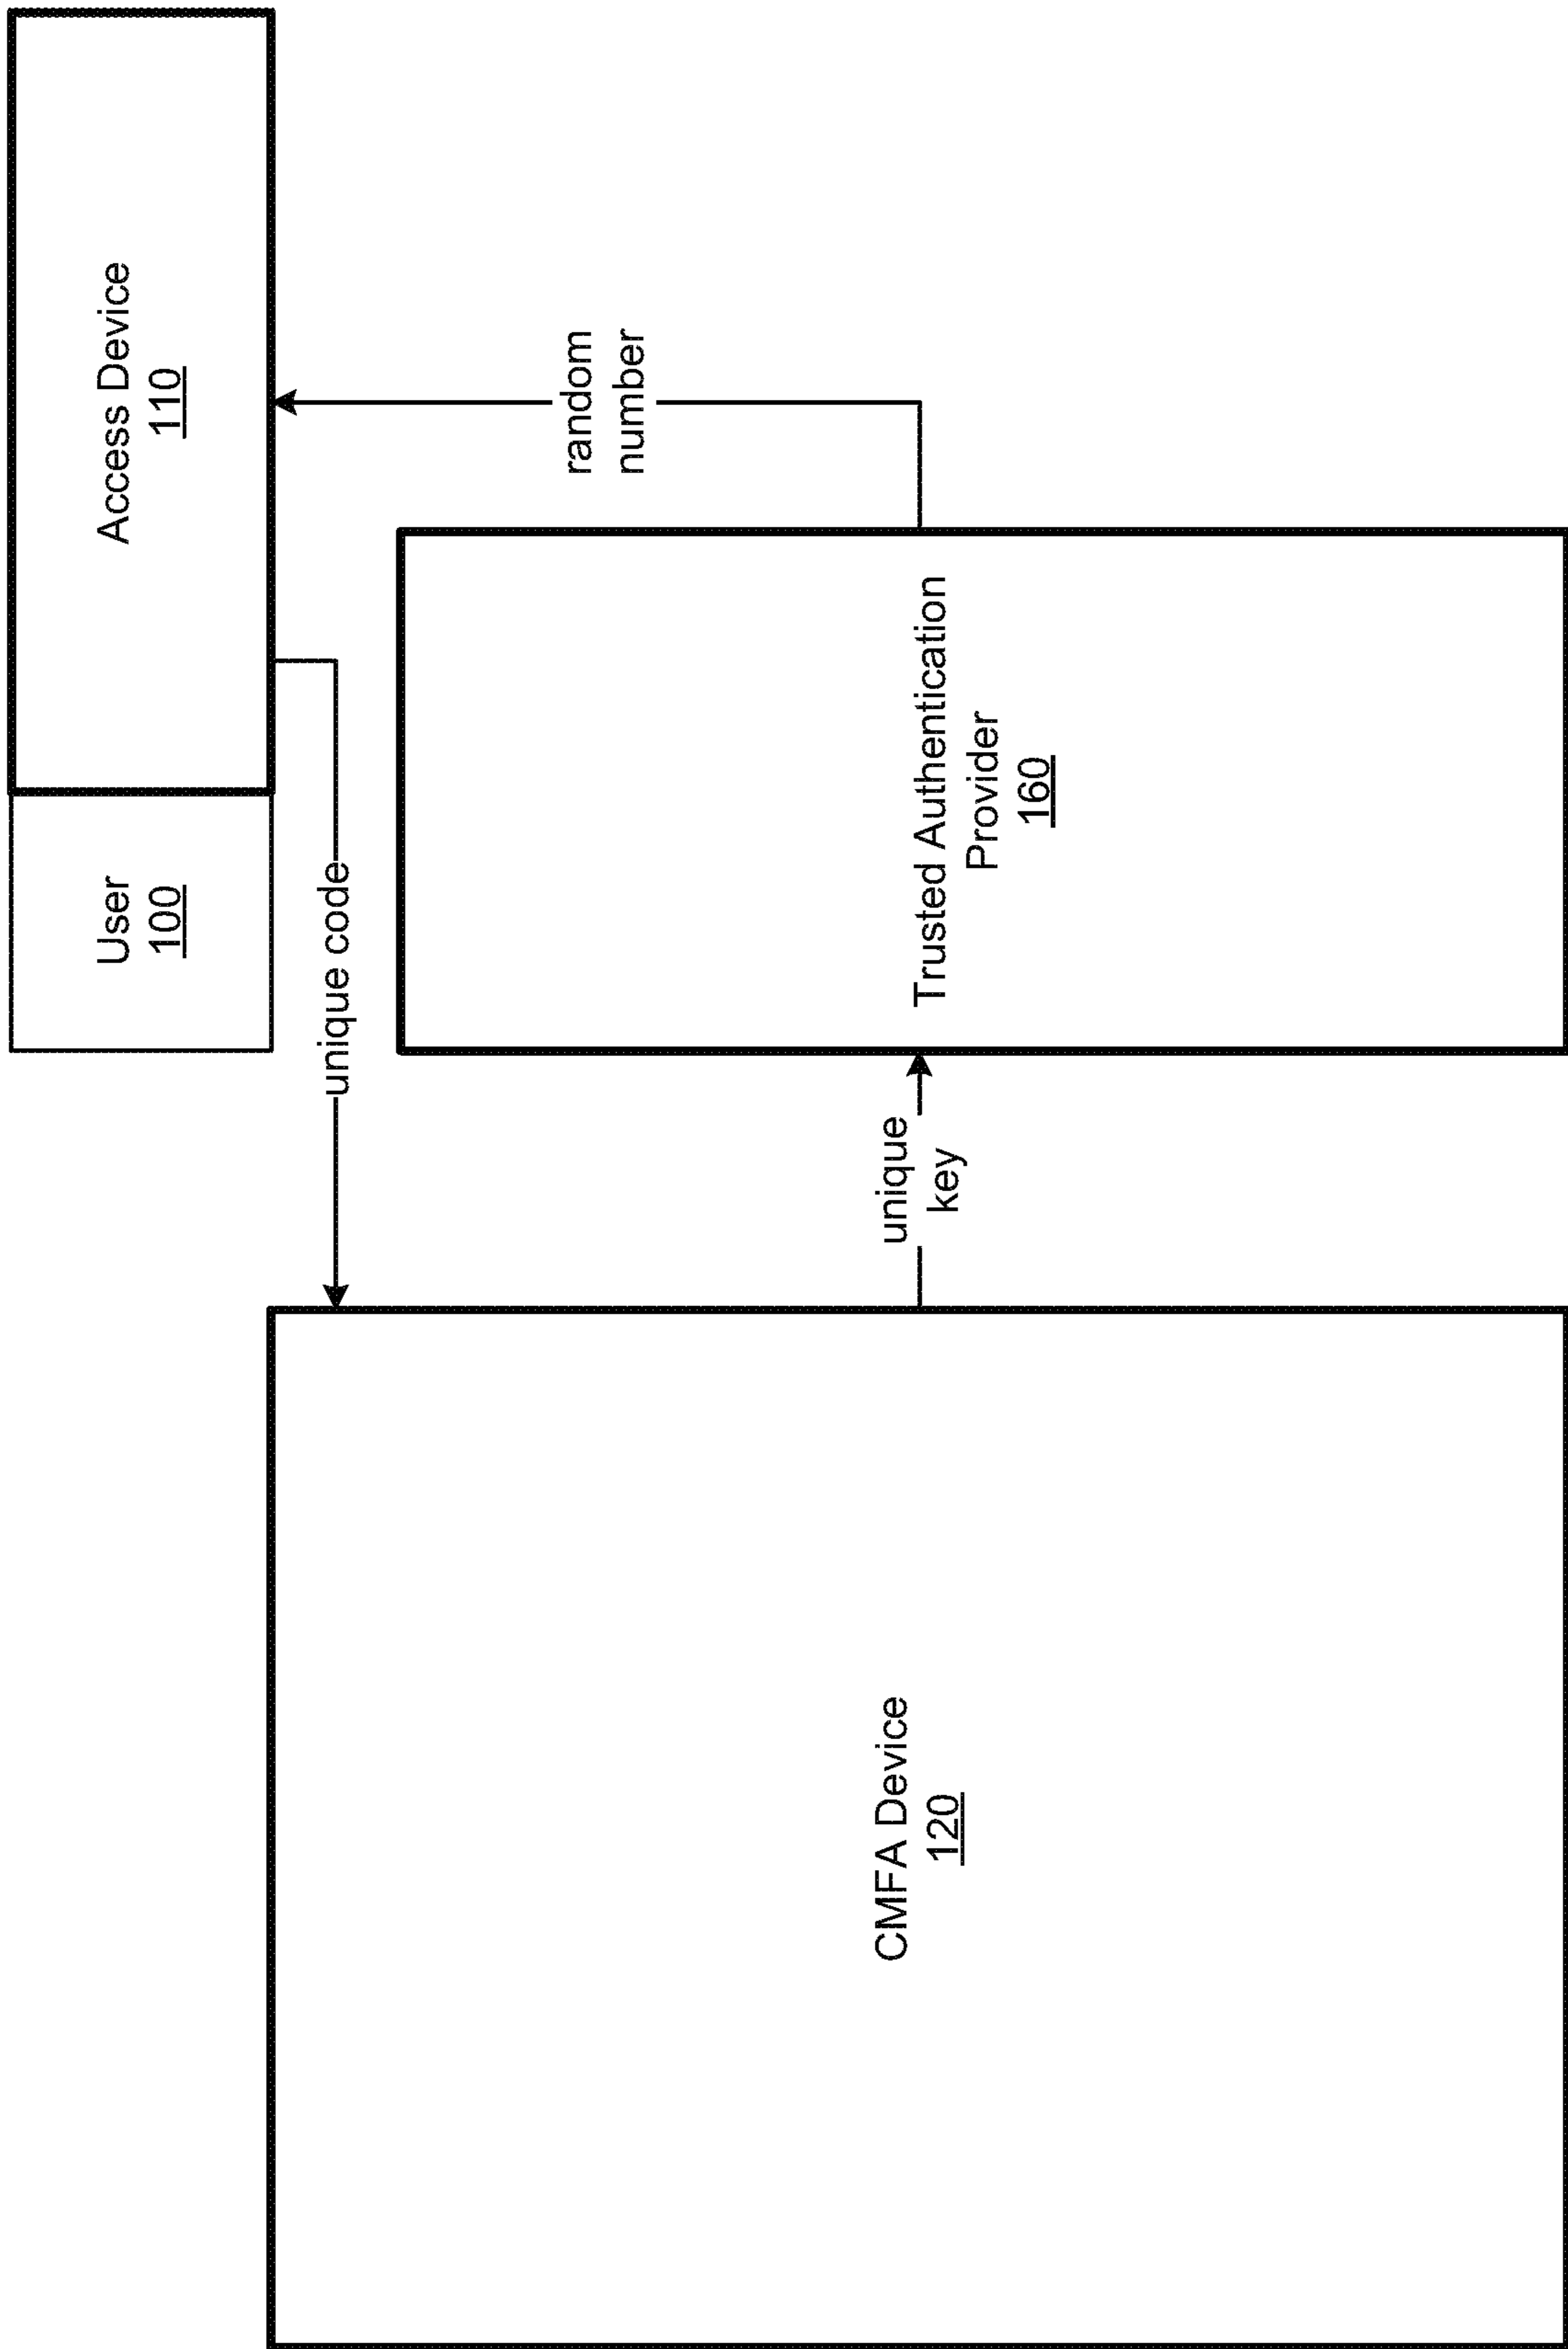 User
100
Access Device
110
unique code
random
number
CMFA Device
120
unique
key
Trusted Authentication
Provider
160